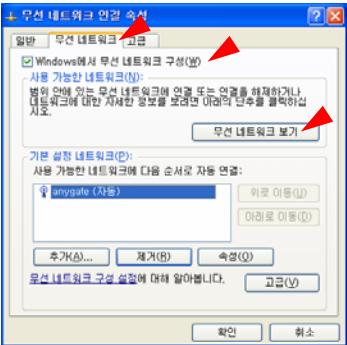 무선 네트워크 연결 속성
일반 무선 네트워크 고급
Windows에서 무선 네트워크 구성(W)
사용 가능한 네트워크(N):
범위 안에 있는 무선 네트워크에 연결 또는 연결을 해제하거나
네트워크에 대한 자세한 정보를 보려면 아래의 단추를 클릭하십
시오.
무선 네트워크 보기
기본 설정 네트워크(P):
사용 가능한 네트워크에 다음 순서로 자동 연결:
anygate (자동)
위로 이동(U)
아래로 이동(D)
추가(A)... 제거(R) 속성(O)
무선 네트워크 구성 설정에 대해 알아봅니다.
고급(V)
확인 취소